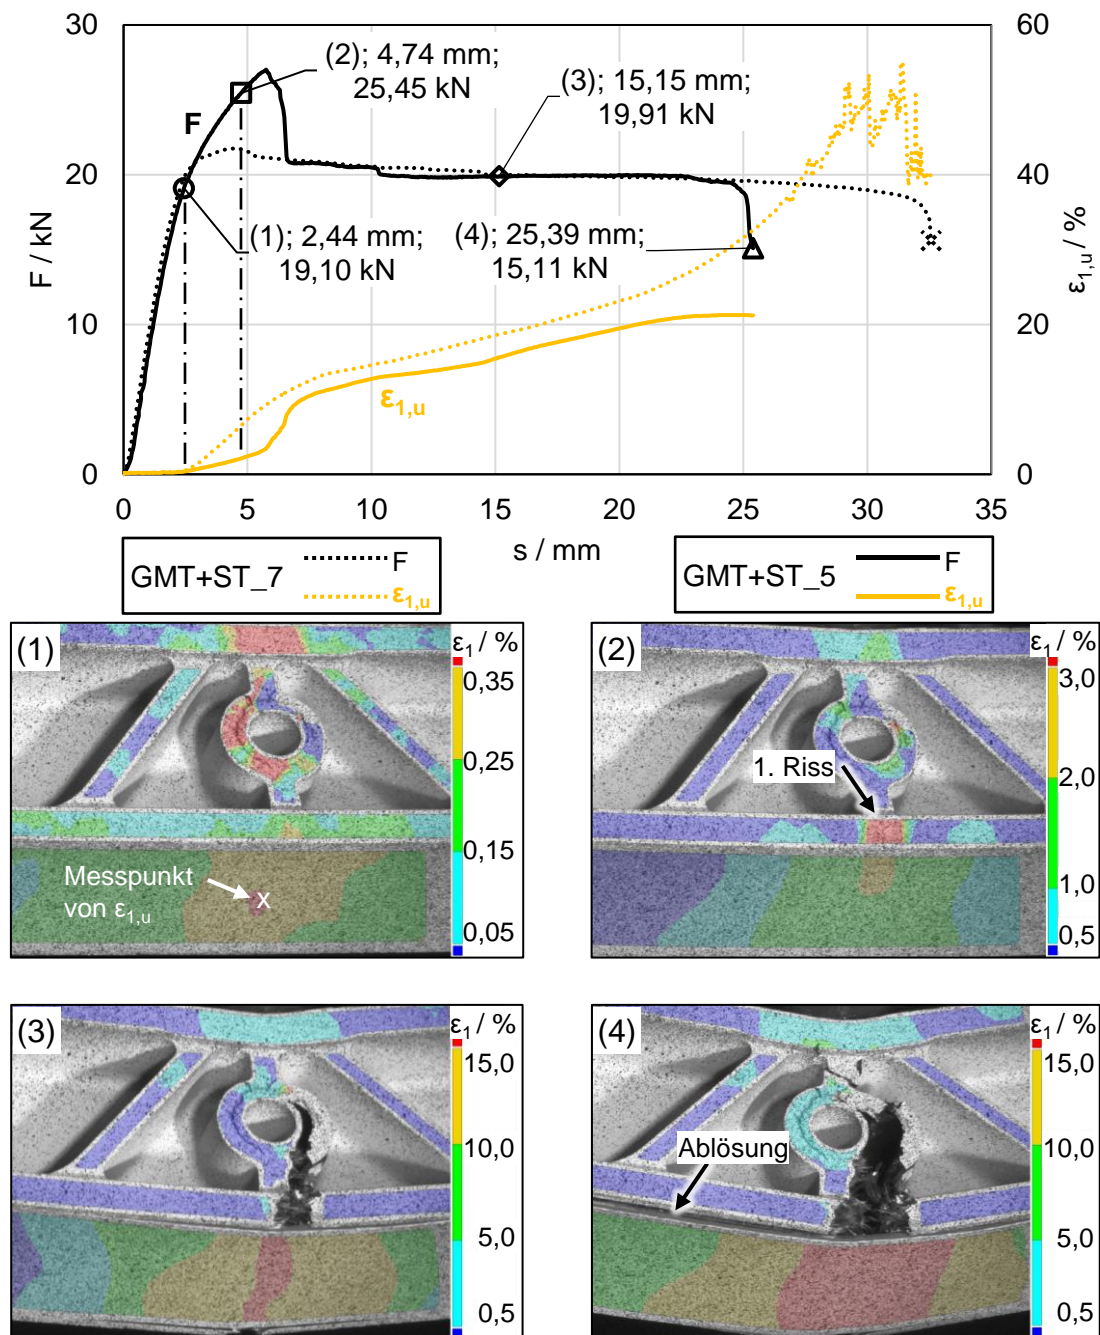 30
60
(2); 4,74 mm;
25,45 kN
(3); 15,15 mm;
19,91 kN
F
20
40
F / kN
ε1,u / %
(1); 2,44 mm;
19,10 kN
(4); 25,39 mm;
15,11 kN
10
20
ε1,u
0
0
0 5 10 15 20 25 30 35
s / mm
GMT+ST_7
F
ε1,u
GMT+ST_5
F
ε1,u
(1)
ε1 / %
0,35
0,25
0,15
0,05
Messpunkt
von ε1,u
x
(2)
ε1 / %
3,0
2,0
1,0
0,5
1. Riss
(3)
ε1 / %
15,0
10,0
5,0
0,5
(4)
ε1 / %
15,0
10,0
5,0
0,5
Ablösung